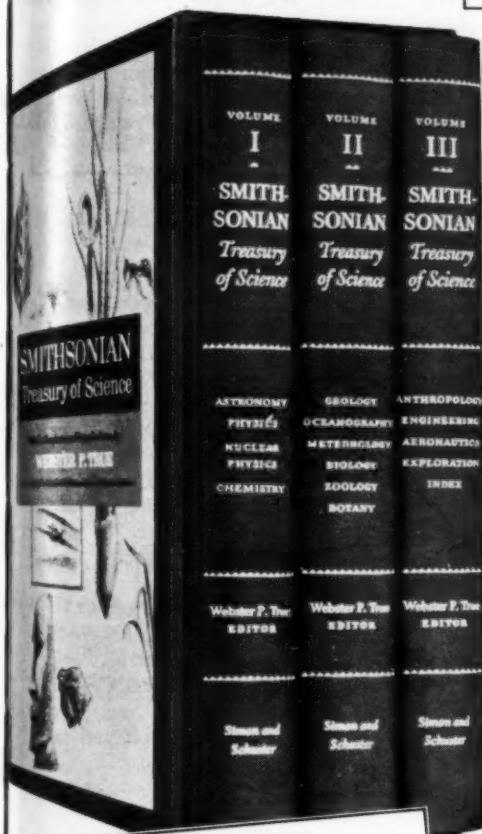 SMITHSONIAN
Treasury of Science
WEBSTER P. TRUE
VOLUME
I
SMITH-
SONIAN
Treasury
of Science
ASTRONOMY
PHYSICS
NUCLEAR
PHYSICS
CHEMISTRY
Webster P. True
EDITOR
Simon and
Schuster
VOLUME
II
SMITH-
SONIAN
Treasury
of Science
GEOLOGY
OCEANOGRAPHY
METEOROLOGY
BIOLOGY
ZOOLOGY
BOTANY
Webster P. True
EDITOR
Simon and
Schuster
VOLUME
III
SMITH-
SONIAN
Treasury
of Science
ANTHROPOLOGY
ENGINEERING
AERONAUTICS
EXPLORATION
INDEX
Webster P. True
EDITOR
Simon and
Schuster